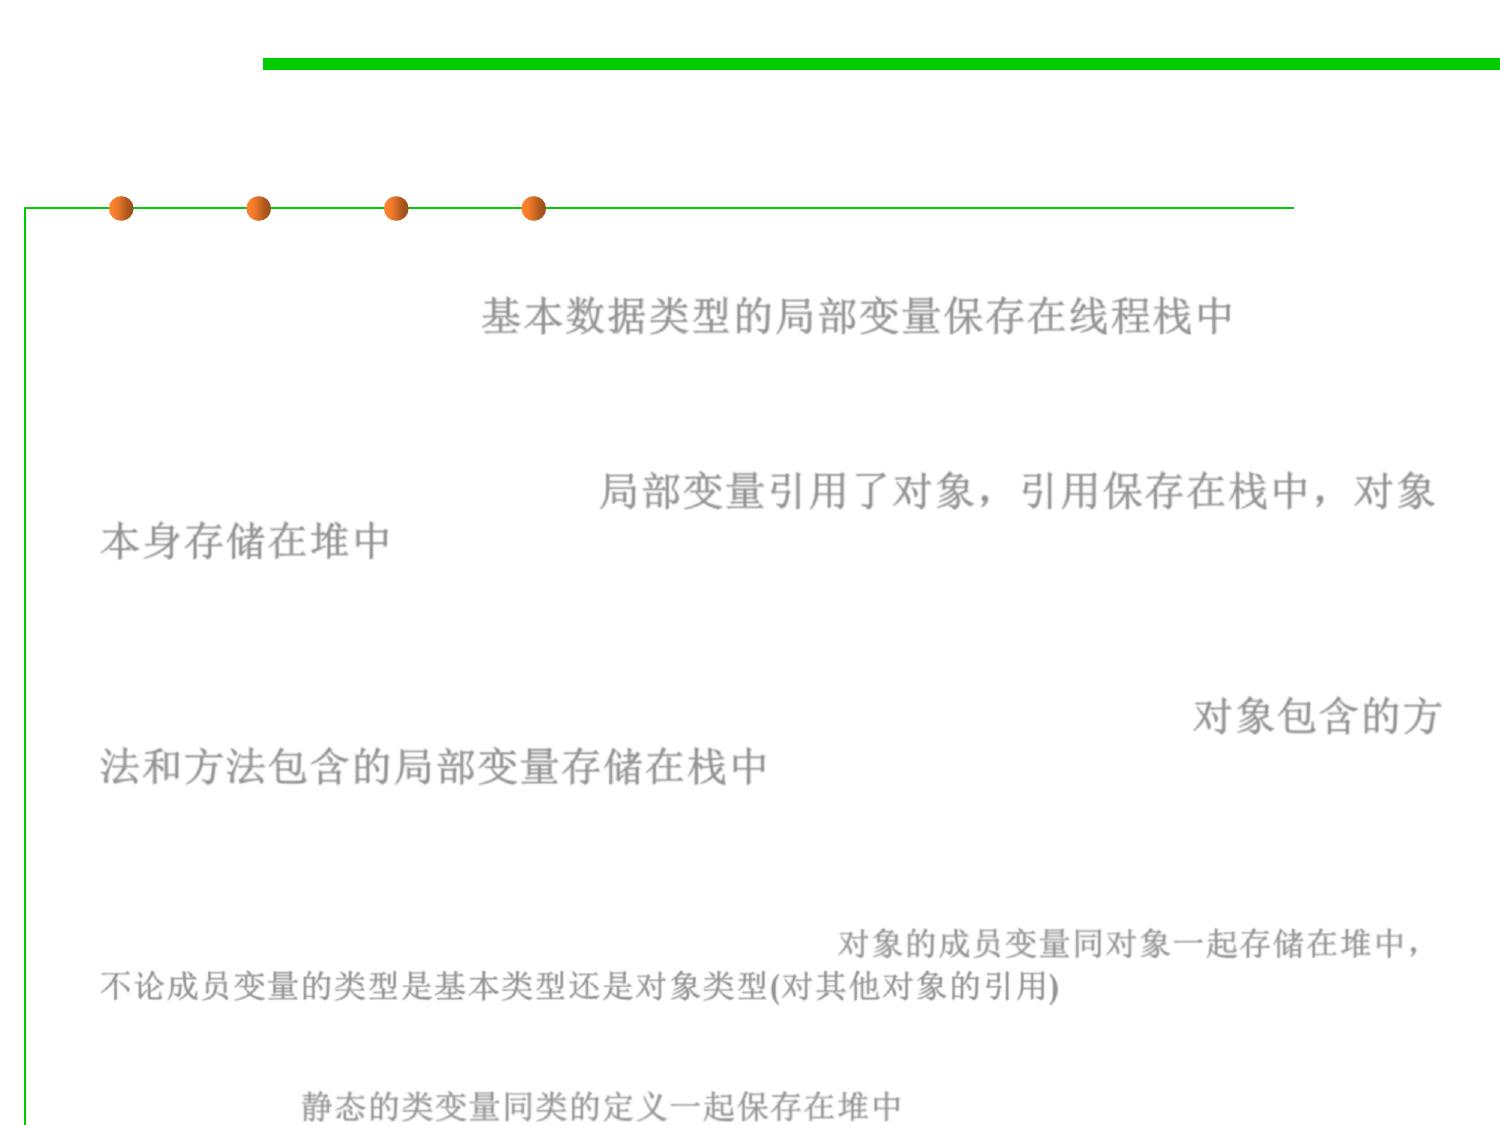 基本数据类型的局部变量保存在线程栈中
局部变量引用了对象，引用保存在栈中，对象
本身存储在堆中
对象包含的方
法和方法包含的局部变量存储在栈中
对象的成员变量同对象一起存储在堆中，
不论成员变量的类型是基本类型还是对象类型(对其他对象的引用)
静态的类变量同类的定义一起保存在堆中